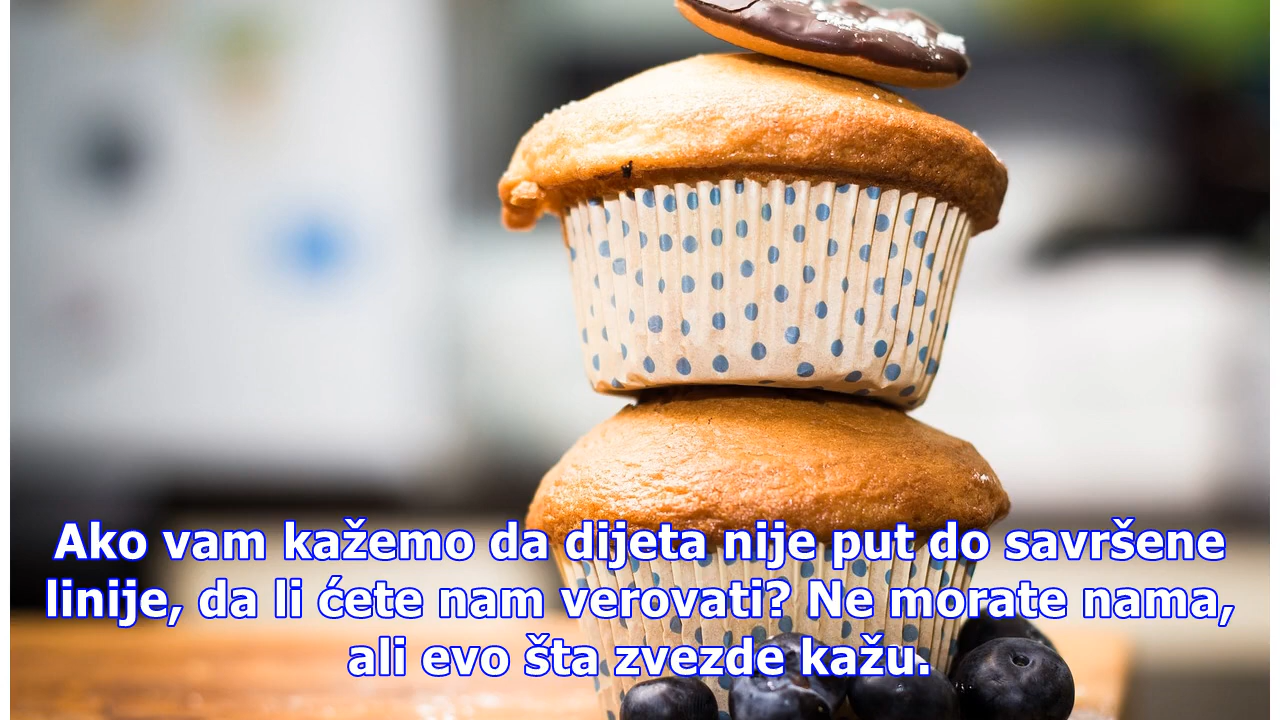 Ako vam kažemo da dijeta nije put do savršene
linije, da li ćete nam verovati? Ne morate nama,
ali evo šta zvezde kažu.